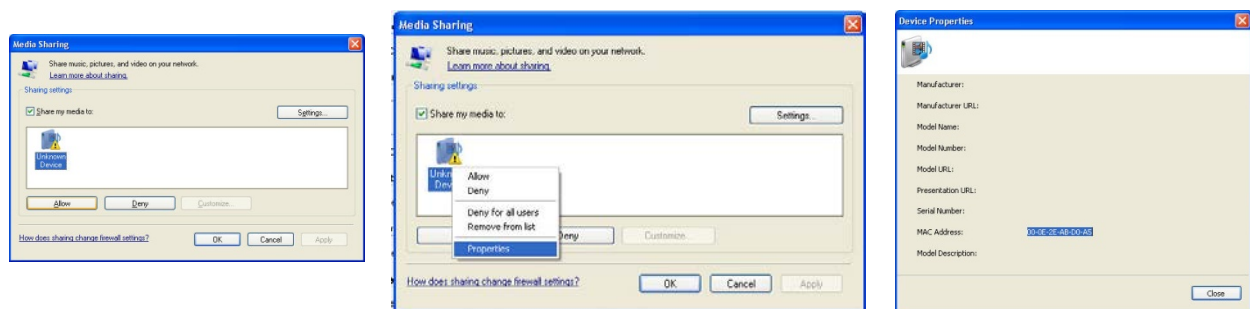 Media Sharing
Share music, pictures, and video on your network.
Learn more about sharing.
Sharing settings
Share my media to:
Settings...
Unknown
Device
Allow
Deny
Customize...
How does sharing change firewall settings?
OK
Cancel
Apply
Media Sharing
Share music, pictures, and video on your network.
Learn more about sharing.
Sharing settings
Share my media to:
Settings...
Unkn
Dev
Allow
Deny
Deny for all users
Remove from list
Properties
Deny
Customize...
How does sharing change firewall settings?
OK
Cancel
Apply
Device Properties
Manufacturer:
Manufacturer URL:
Model Name:
Model Number:
Model URL:
Presentation URL:
Serial Number:
MAC Address: 00-0E-2E-AB-D0-A5
Model Description:
Close